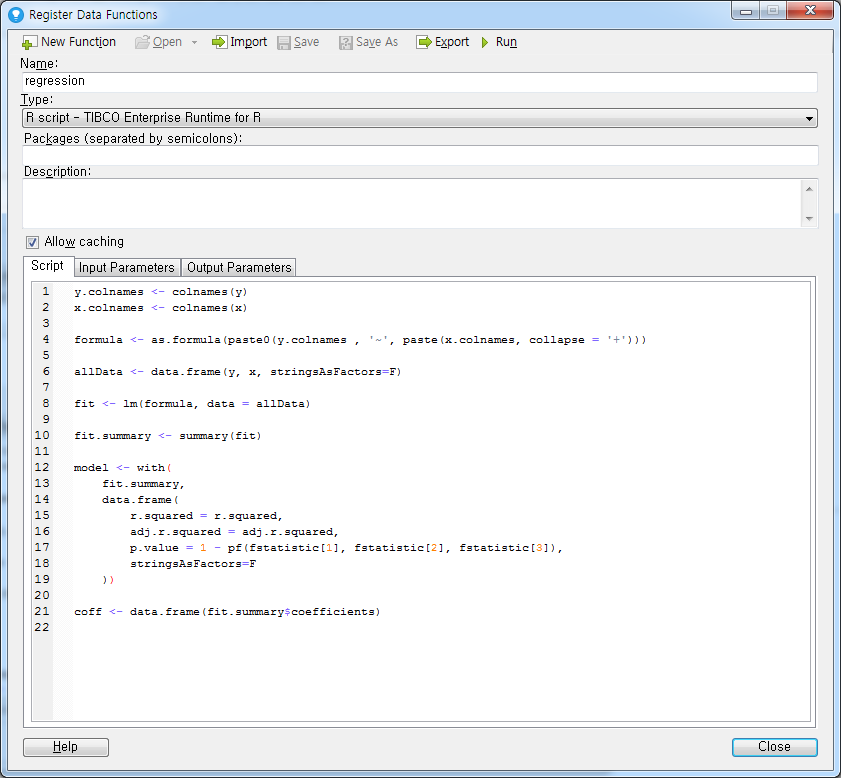 Register Data Functions
New Function Open Import Save Save As Export Run
Name:
regression
Type:
R script - TIBCO Enterprise Runtime for R
Packages (separated by semicolons):
Description:
Allow caching
Script Input Parameters Output Parameters
1 y.colnames <- colnames(y)
2 x.colnames <- colnames(x)
3
4 formula <- as.formula(paste0(y.colnames , '~', paste(x.colnames, collapse = '+')))
5
6 allData <- data.frame(y, x, stringsAsFactors=F)
7
8 fit <- lm(formula, data = allData)
9
10 fit.summary <- summary(fit)
11
12 model <- with(
13 fit.summary,
14 data.frame(
15 r.squared = r.squared,
16 adj.r.squared = adj.r.squared,
17 p.value = 1 - pf(fstatistic[1], fstatistic[2], fstatistic[3]),
18 stringsAsFactors=F
19 ))
20
21 coff <- data.frame(fit.summary$coefficients)
22
Help Close